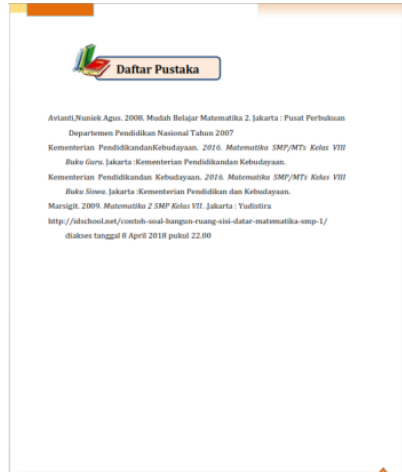 Daftar Pustaka
Avianti,Nuniek Agus. 2008. Mudah Belajar Matematika 2. Jakarta : Pusat Perbukuan
Departemen Pendidikan Nasional Tahun 2007
Kementerian PendidikandanKebudayaan. 2016. Matematika SMP/MTs Kelas VIII
Buku Guru. Jakarta :Kementerian Pendidikandan Kebudayaan.
Kementerian Pendidikandan Kebudayaan. 2016. Matematika SMP/MTs Kelas VIII
Buku Siswa. Jakarta :Kementerian Pendidikan dan Kebudayaan.
Marsigit. 2009. Matematika 2 SMP Kelas VII. Jakarta : Yudistira
http://idschool.net/contoh-soal-bangun-ruang-sisi-datar-matematika-smp-1/
diakses tanggal 8 April 2018 pukul 22.00